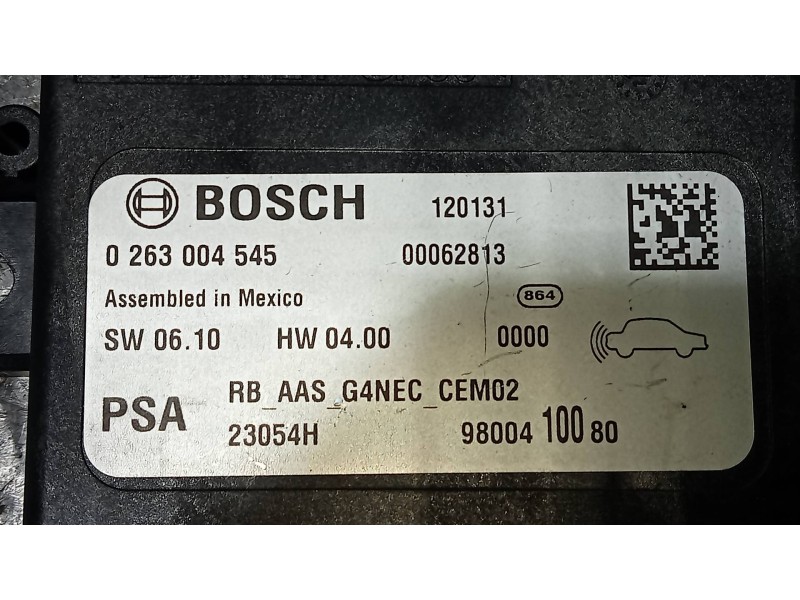 BOSCH 120131
0 263 004 545 00062813
Assembled in Mexico 864
SW 06.10 HW 04.00 0000
PSA RB_AAS_G4NEC_CEM02
23054H 98004 100 80